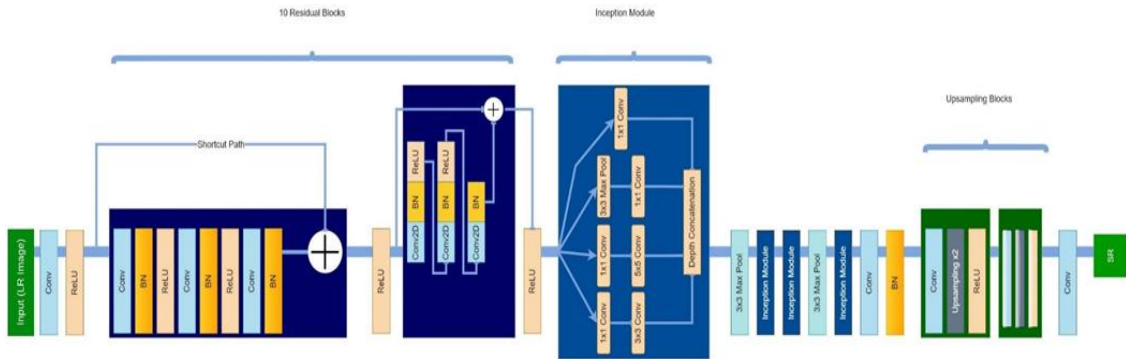 10 Residual Blocks
Inception Module
Upsampling Blocks
Shortcut Path
Input (LR Image)
Conv
ReLU
Conv
BN
ReLU
Conv
BN
ReLU
Conv
BN
ReLU
Conv2D
BN
ReLU
Conv2D
BN
ReLU
Conv2D
BN
ReLU
1x1 Conv
3x3 Max Pool
1x1 Conv
1x1 Conv
5x5 Conv
1x1 Conv
3x3 Conv
Depth Concatenation
3x3 Max Pool
Inception Module
Inception Module
3x3 Max Pool
Inception Module
Conv
BN
Conv
Upsampling x2
ReLU
Conv
SR